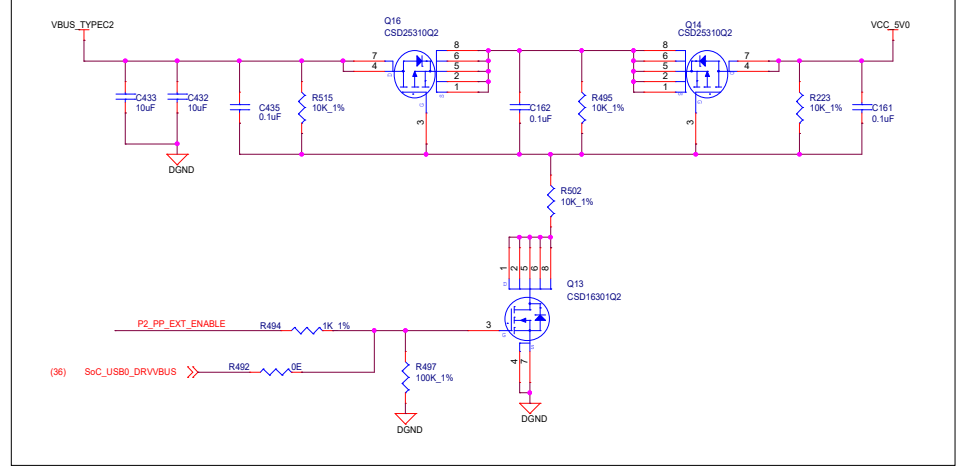 VBUS_TYPEC2
Q16
CSD25310Q2
Q14
CSD25310Q2
VCC_5V0
7
4
8
6
5
2
1
3
8
6
5
2
1
7
4
3
C433
10uF
C432
10uF
C435
0.1uF
R515
10K_1%
C162
0.1uF
R495
10K_1%
R223
10K_1%
C161
0.1uF
DGND
R502
10K_1%
1
2
5
6
8
Q13
CSD16301Q2
P2_PP_EXT_ENABLE
R494
1K_1%
3
(36)
SoC_USB0_DRVVBUS
R492
0E
R497
100K_1%
4
7
DGND
DGND